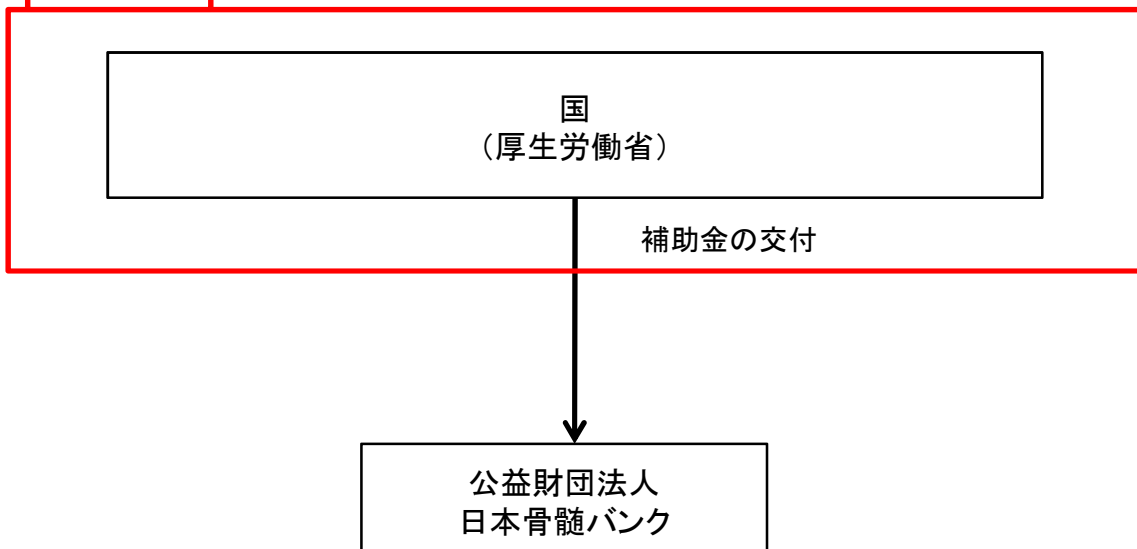 国
（厚生労働省）
補助金の交付
公益財団法人
日本骨髄バンク